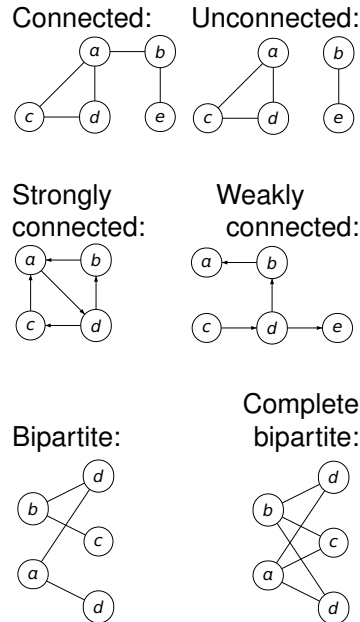 Connected: Unconnected:
a b a b
c d e c d e
Strongly Weakly
connected: connected:
a b a b
c d c d e
Complete
Bipartite: bipartite:
d d
b b
c c
a a
d d